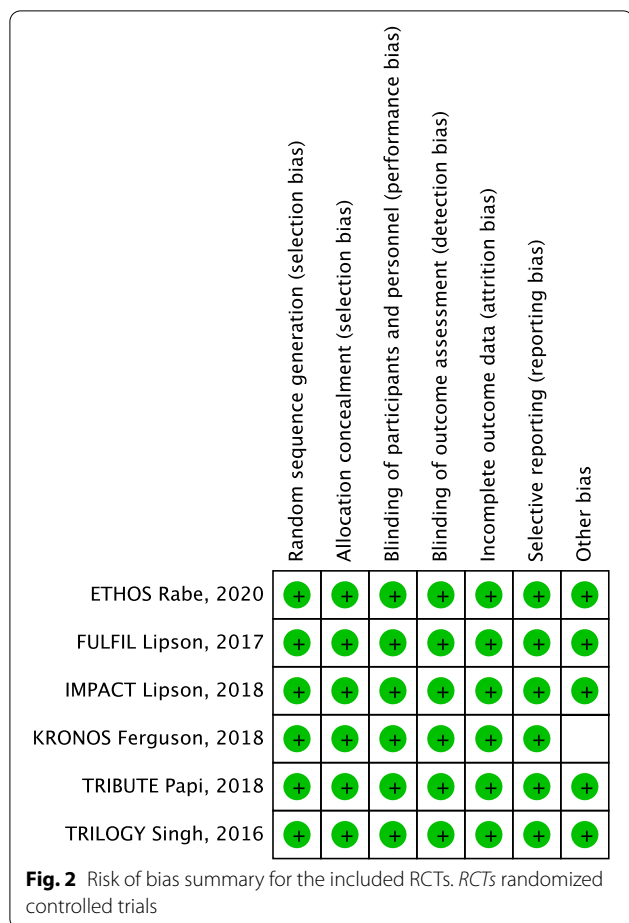 Random sequence generation (selection bias)
Allocation concealment (selection bias)
Blinding of participants and personnel (performance bias)
Blinding of outcome assessment (detection bias)
Incomplete outcome data (attrition bias)
Selective reporting (reporting bias)
Other bias
ETHOS Rabe, 2020 + + + + + + +
FULFIL Lipson, 2017 + + + + + + +
IMPACT Lipson, 2018 + + + + + + +
KRONOS Ferguson, 2018 + + + + + +
TRIBUTE Papi, 2018 + + + + + + +
TRILOGY Singh, 2016 + + + + + + +
Fig. 2 Risk of bias summary for the included RCTs. RCTs randomized
controlled trials